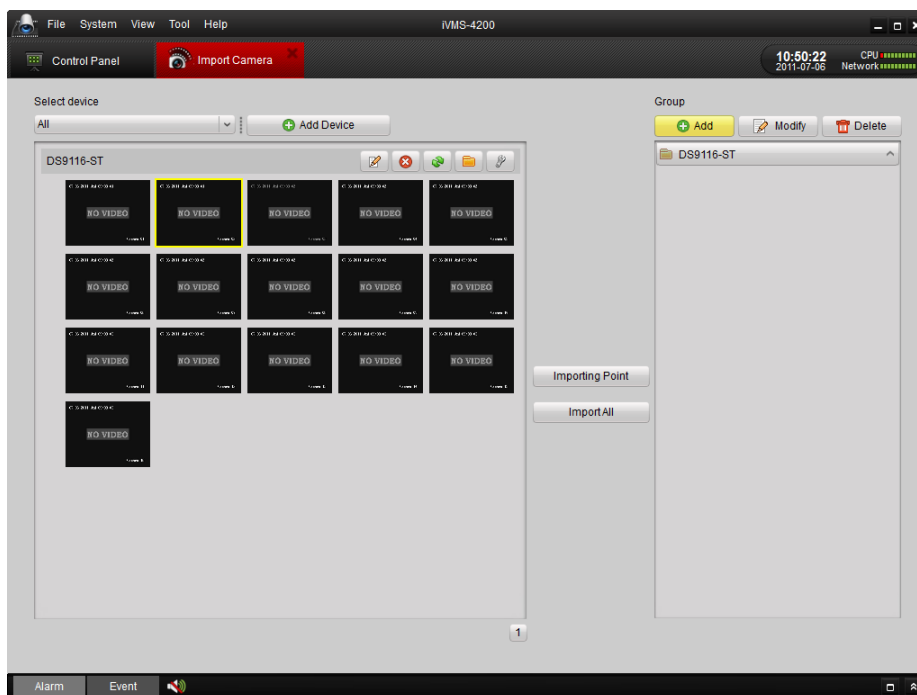 File System View Tool Help iVMS-4200
Control Panel Import Camera 10:50:22 CPU
2011-07-06 Network
Select device Group
All Add Device Add Modify Delete
DS9116-ST DS9116-ST
NO VIDEO NO VIDEO NO VIDEO NO VIDEO NO VIDEO
NO VIDEO NO VIDEO NO VIDEO NO VIDEO NO VIDEO
NO VIDEO NO VIDEO NO VIDEO NO VIDEO NO VIDEO
Importing Point
Import All
NO VIDEO
1
Alarm Event